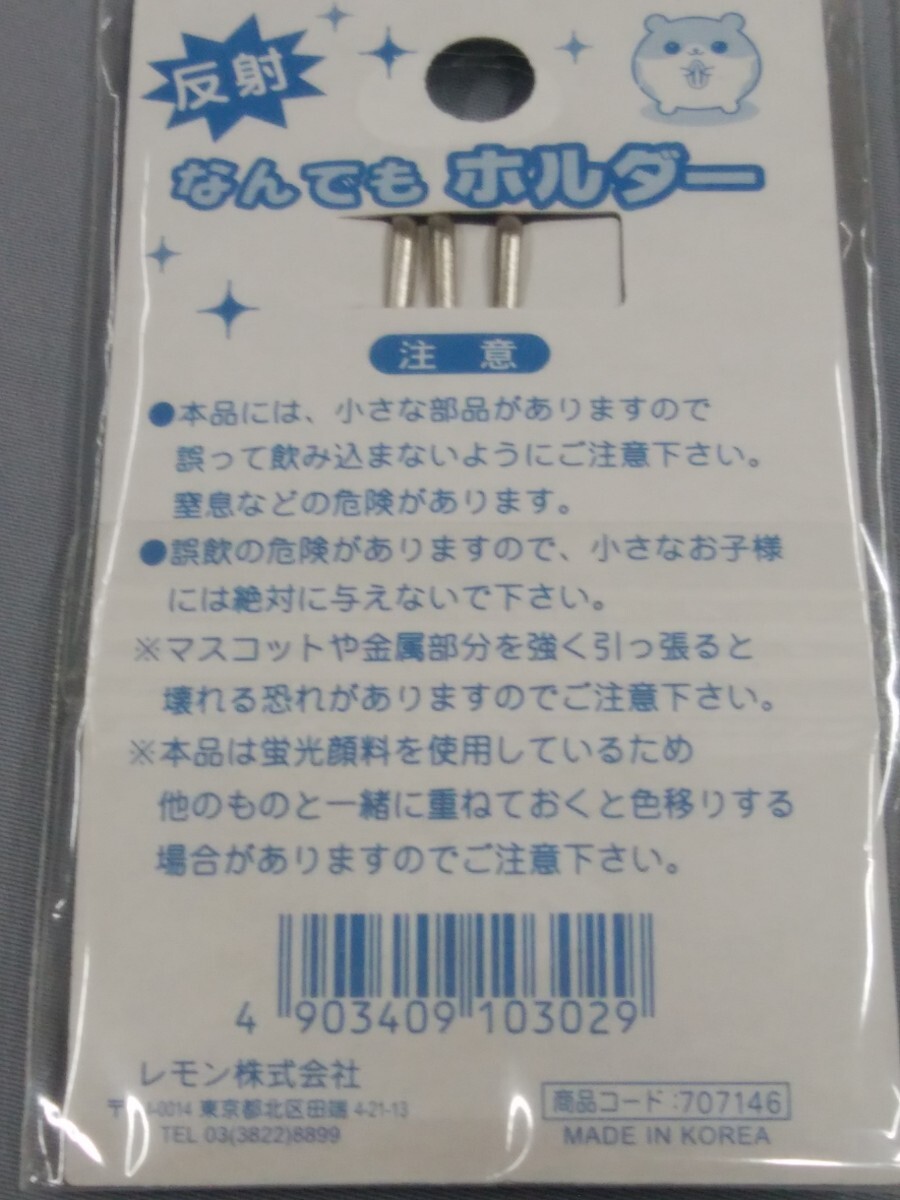 反射
なんでも ホルダー
注 意
●本品には、小さな部品がありますので
誤って飲み込まないようにご注意下さい。
窒息などの危険があります。
●誤飲の危険がありますので、小さなお子様
には絶対に与えないで下さい。
※マスコットや金属部分を強く引っ張ると
壊れる恐れがありますのでご注意下さい。
※本品は蛍光顔料を使用しているため
他のものと一緒に重ねておくと色移りする
場合がありますのでご注意下さい。
4 903409 103029
レモン株式会社
-0014 東京都北区田端 4-21-13
TEL 03(3822)8899
商品コード:707146
MADE IN KOREA